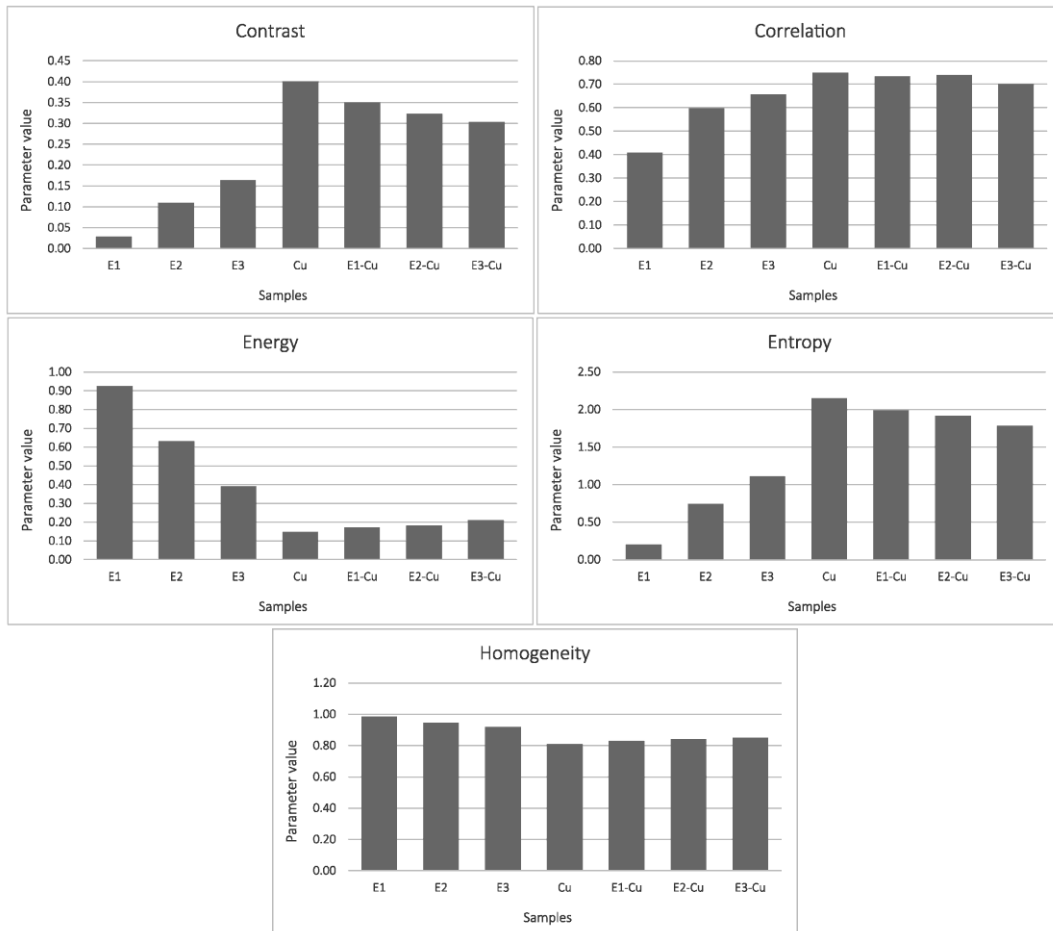 Contrast
Parameter value
0.45
0.40
0.35
0.30
0.25
0.20
0.15
0.10
0.05
0.00
E1 E2 E3 Cu E1-Cu E2-Cu E3-Cu
Samples
Correlation
Parameter value
0.80
0.70
0.60
0.50
0.40
0.30
0.20
0.10
0.00
E1 E2 E3 Cu E1-Cu E2-Cu E3-Cu
Samples
Energy
Parameter value
1.00
0.90
0.80
0.70
0.60
0.50
0.40
0.30
0.20
0.10
0.00
E1 E2 E3 Cu E1-Cu E2-Cu E3-Cu
Samples
Entropy
Parameter value
2.50
2.00
1.50
1.00
0.50
0.00
E1 E2 E3 Cu E1-Cu E2-Cu E3-Cu
Samples
Homogeneity
Parameter value
1.20
1.00
0.80
0.60
0.40
0.20
0.00
E1 E2 E3 Cu E1-Cu E2-Cu E3-Cu
Samples